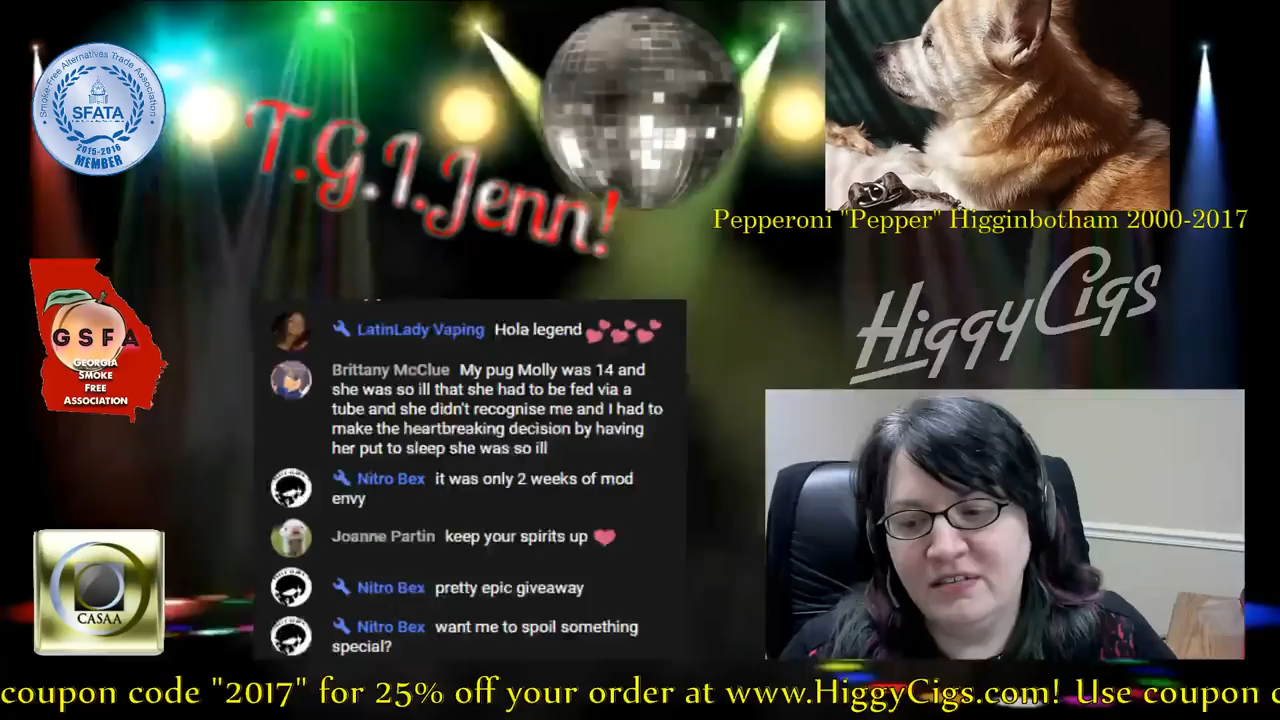 Smoke-Free Alternatives Trade Association
SFATA
2015-2016
MEMBER
T.G.I.Jenn!
Pepperoni "Pepper" Higginbotham 2000-2017
HiggyCigs
GSFA
GEORGIA
SMOKE
FREE
ASSOCIATION
LatinLady Vaping Hola legend 💕💕💕
Brittany McClue My pug Molly was 14 and
she was so ill that she had to be fed via a
tube and she didn't recognise me and I had to
make the heartbreaking decision by having
her put to sleep she was so ill
Nitro Bex it was only 2 weeks of mod
envy
Joanne Partin keep your spirits up ❤
Nitro Bex pretty epic giveaway
Nitro Bex want me to spoil something
special?
CASAA
coupon code "2017" for 25% off your order at www.HiggyCigs.com! Use coupon